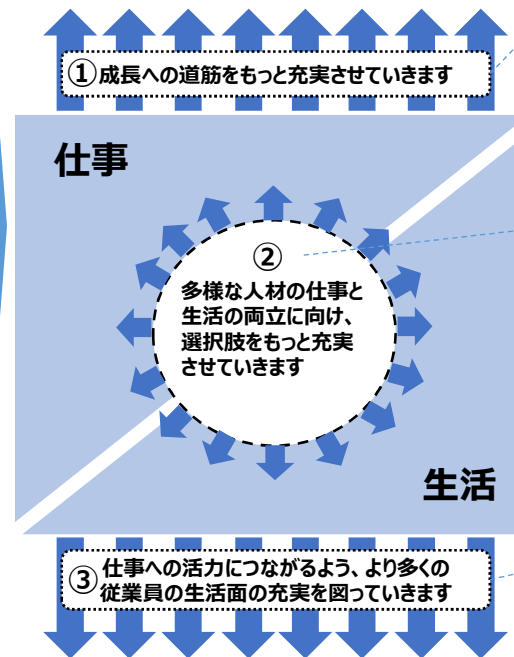 ①成長への道筋をもっと充実させていきます
仕事
②
多様な人材の仕事と
生活の両立に向け、
選択肢をもっと充実
させていきます
生活
③仕事への活力につながるよう、より多くの
従業員の生活面の充実を図っていきます